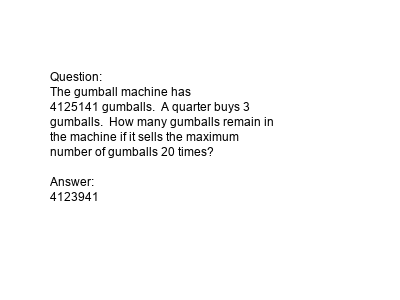 Question:
The gumball machine has
4125141 gumballs.  A quarter buys 3
gumballs.  How many gumballs remain in
the machine if it sells the maximum
number of gumballs 20 times?

Answer:
4123941